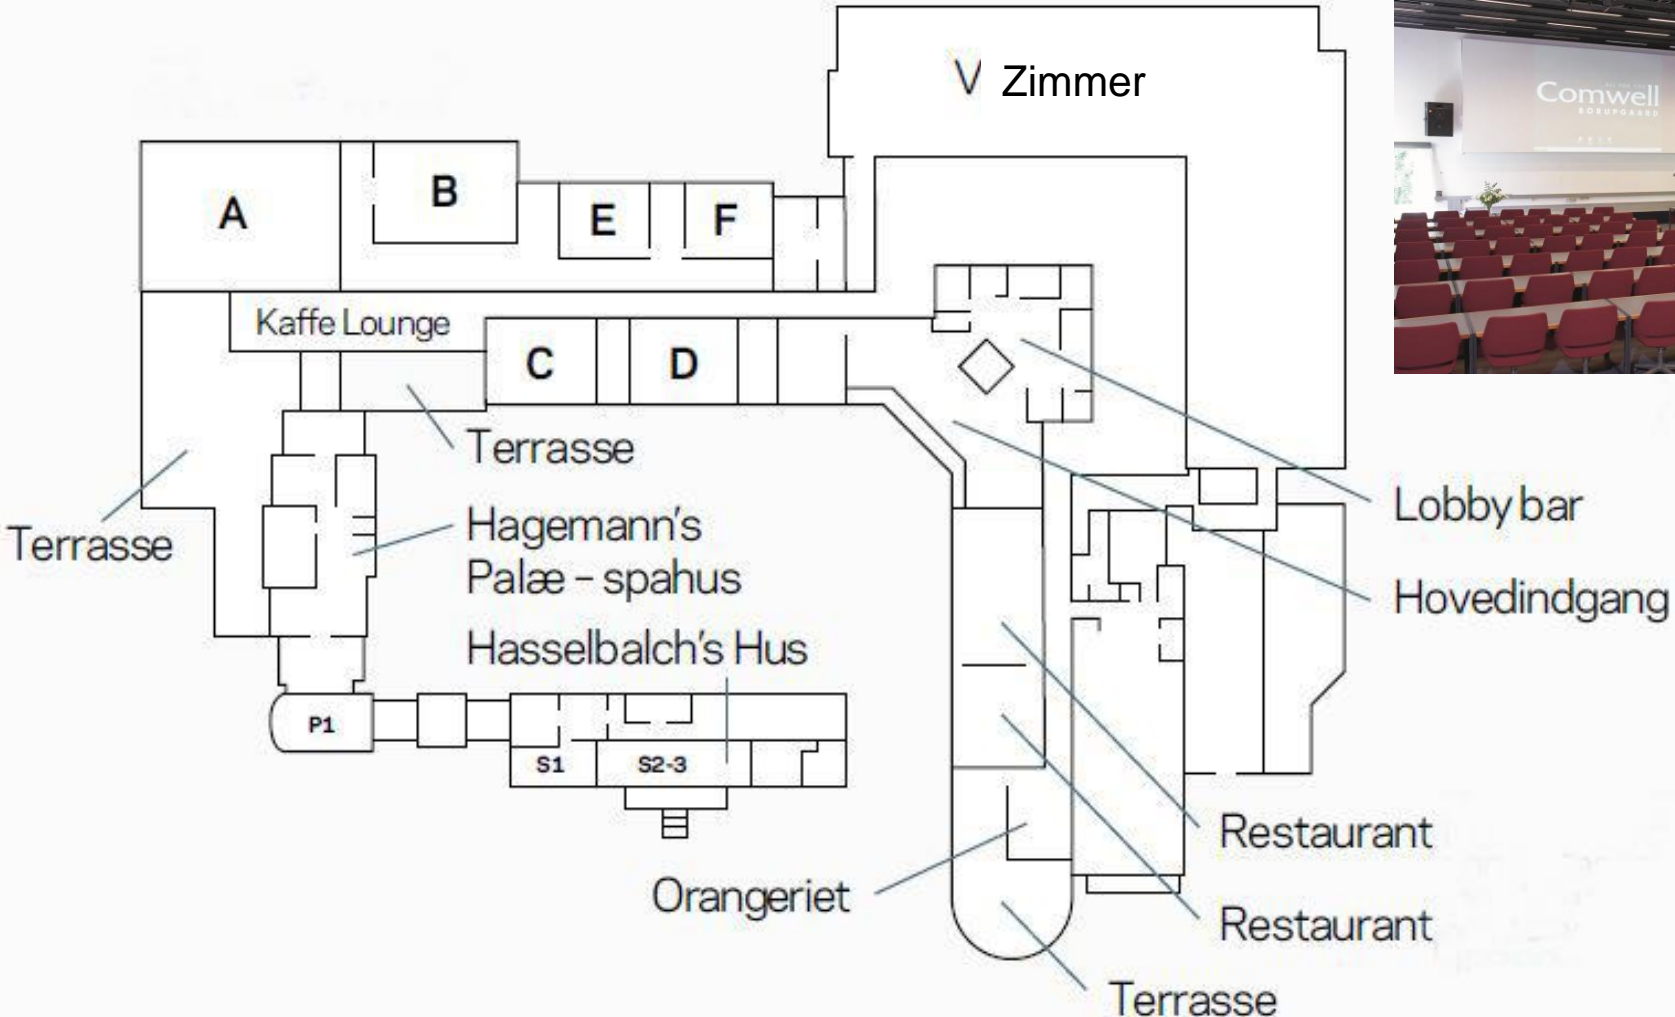 V Zimmer
Comwell
BORUPGAARD
A
B
E
F
Kaffe Lounge
C
D
Terrasse
Terrasse
Hagemann's
Palæ – spahus
Hasselbalch's Hus
Lobby bar
Hovedindgang
P1
S1
S2-3
Restaurant
Orangeriet
Restaurant
Terrasse